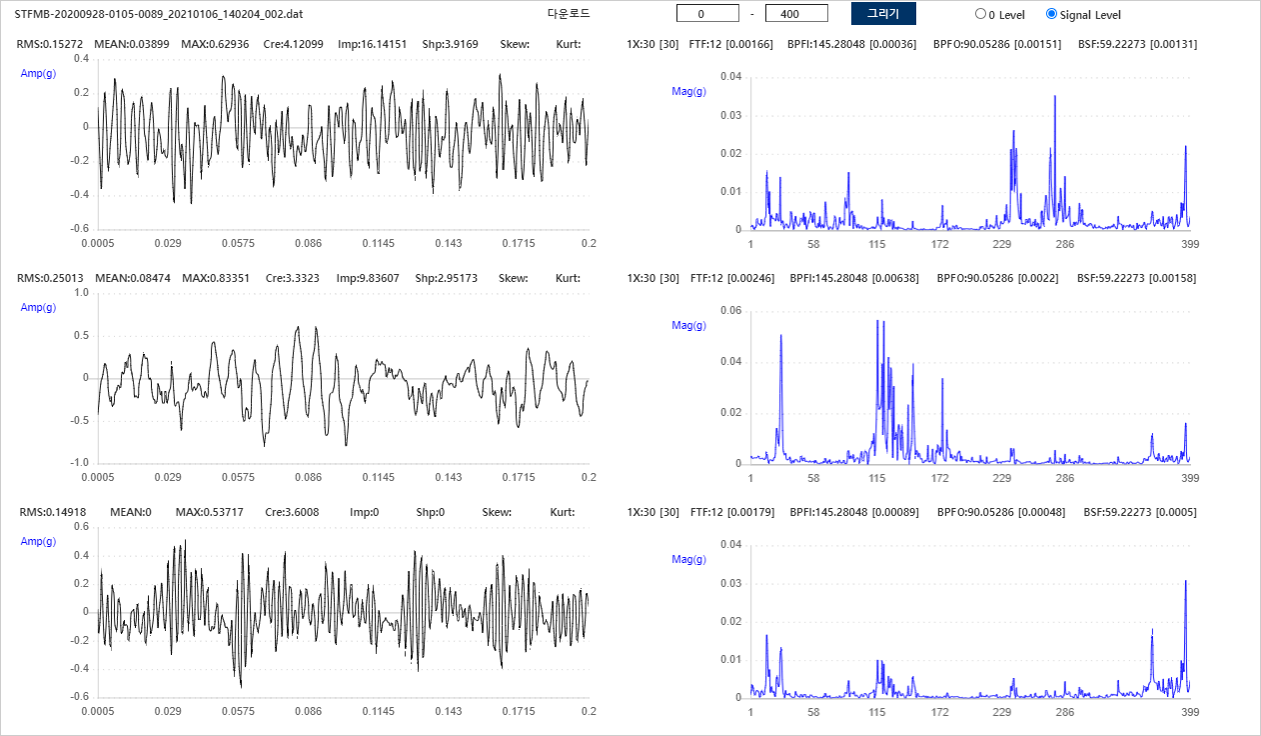 STFMB-20200928-0105-0089_20210106_140204_002.dat 다운로드 0 - 400 그리기 0 Level Signal Level
RMS:0.15272 MEAN:0.03899 MAX:0.62936 Cre:4.12099 Imp:16.14151 Shp:3.9169 Skew: Kurt:
Amp(g)
0.4
0.2
0
-0.2
-0.4
-0.6
0.0005 0.029 0.0575 0.086 0.1145 0.143 0.1715 0.2
1X:30 [30] FTF:12 [0.00166] BPFI:145.28048 [0.00036] BPFO:90.05286 [0.00151] BSF:59.22273 [0.00131]
Mag(g)
0.04
0.03
0.02
0.01
0
1 58 115 172 229 286 399
RMS:0.25013 MEAN:0.08474 MAX:0.83351 Cre:3.3323 Imp:9.83607 Shp:2.95173 Skew: Kurt:
Amp(g)
1.0
0.5
0
-0.5
-1.0
0.0005 0.029 0.0575 0.086 0.1145 0.143 0.1715 0.2
1X:30 [30] FTF:12 [0.00246] BPFI:145.28048 [0.00638] BPFO:90.05286 [0.0022] BSF:59.22273 [0.00158]
Mag(g)
0.06
0.04
0.02
0
1 58 115 172 229 286 399
RMS:0.14918 MEAN:0 MAX:0.53717 Cre:3.6008 Imp:0 Shp:0 Skew: Kurt:
Amp(g)
0.6
0.4
0.2
0
-0.2
-0.4
-0.6
0.0005 0.029 0.0575 0.086 0.1145 0.143 0.1715 0.2
1X:30 [30] FTF:12 [0.00179] BPFI:145.28048 [0.00089] BPFO:90.05286 [0.00048] BSF:59.22273 [0.0005]
Mag(g)
0.04
0.03
0.02
0.01
0
1 58 115 172 229 286 399